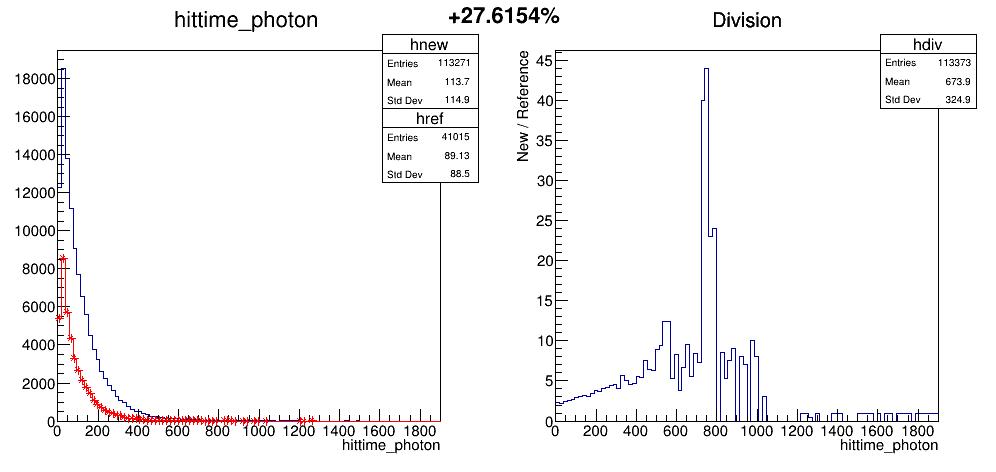 +27.6154%
hittime_photon
hnew
Entries 113271
Mean 113.7
Std Dev 114.9
href
Entries 41015
Mean 89.13
Std Dev 88.5
18000
16000
14000
12000
10000
8000
6000
4000
2000
0
0 200 400 600 800 1000 1200 1400 1600 1800
hittime_photon
Division
hdiv
Entries 113373
Mean 673.9
Std Dev 324.9
New / Reference
45
40
35
30
25
20
15
10
5
0
0 200 400 600 800 1000 1200 1400 1600 1800
hittime_photon